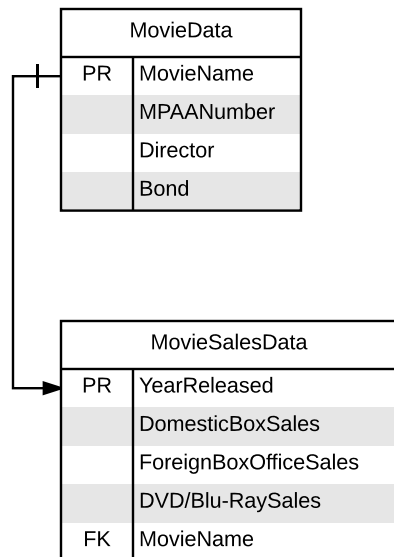 MovieData
PR MovieName
MPAANumber
Director
Bond
MovieSalesData
PR YearReleased
DomesticBoxSales
ForeignBoxOfficeSales
DVD/Blu-RaySales
FK MovieName